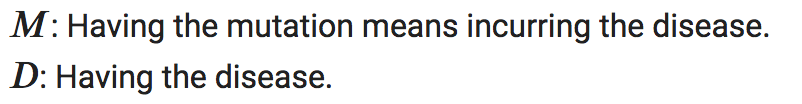 M: Having the mutation means incurring the disease.
D: Having the disease.